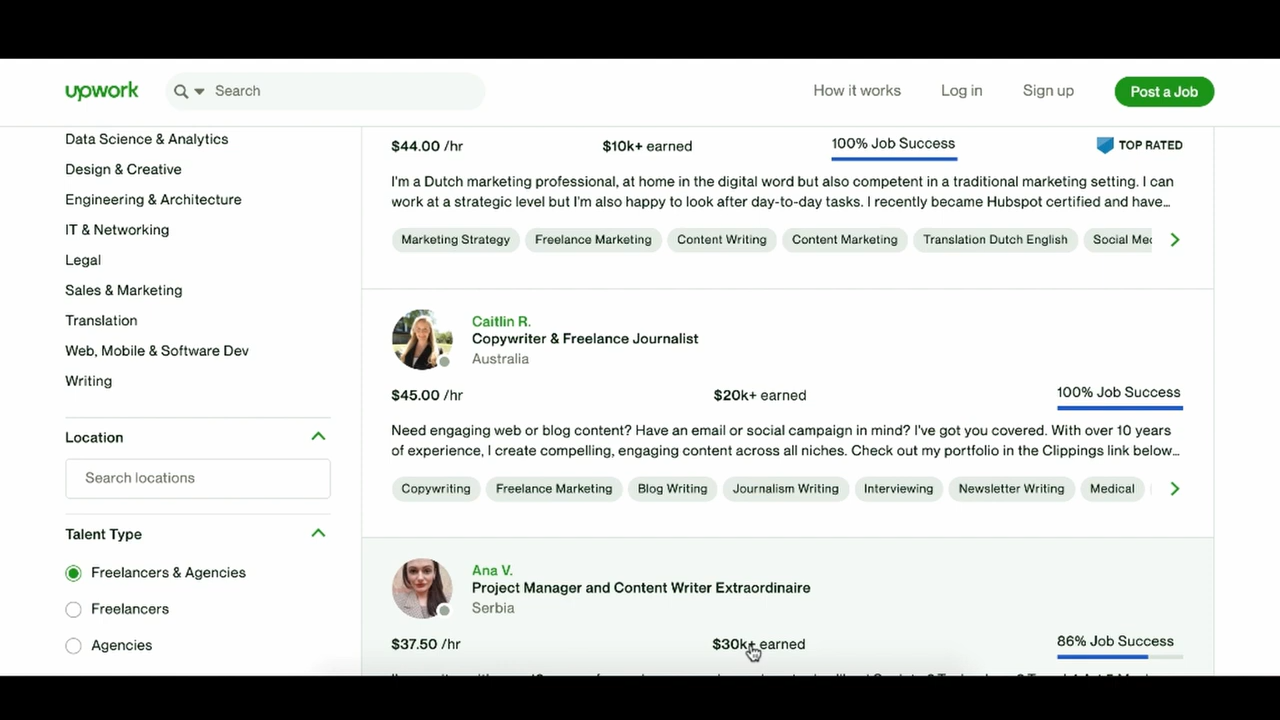 upwork
Search
How it works
Log in
Sign up
Post a Job
Data Science & Analytics
Design & Creative
Engineering & Architecture
IT & Networking
Legal
Sales & Marketing
Translation
Web, Mobile & Software Dev
Writing
Location
Search locations
Talent Type
Freelancers & Agencies
Freelancers
Agencies
$44.00 /hr
$10k+ earned
100% Job Success
TOP RATED
I'm a Dutch marketing professional, at home in the digital word but also competent in a traditional marketing setting. I can
work at a strategic level but I'm also happy to look after day-to-day tasks. I recently became Hubspot certified and have…
Marketing Strategy
Freelance Marketing
Content Writing
Content Marketing
Translation Dutch English
Social Mec
Caitlin R.
Copywriter & Freelance Journalist
Australia
$45.00 /hr
$20k+ earned
100% Job Success
Need engaging web or blog content? Have an email or social campaign in mind? I've got you covered. With over 10 years
of experience, I create compelling, engaging content across all niches. Check out my portfolio in the Clippings link below…
Copywriting
Freelance Marketing
Blog Writing
Journalism Writing
Interviewing
Newsletter Writing
Medical
Ana V.
Project Manager and Content Writer Extraordinaire
Serbia
$37.50 /hr
$30k+ earned
86% Job Success